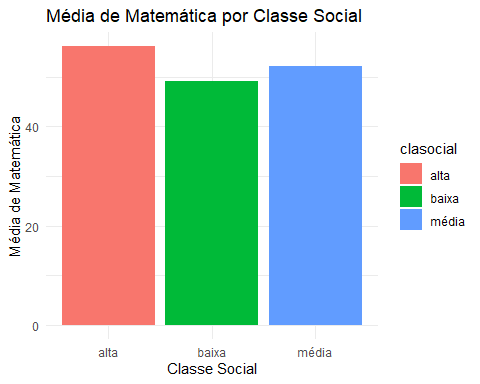 Média de Matemática por Classe Social
Média de Matemática
40
20
0
alta
baixa
média
Classe Social
clasocial
alta
baixa
média